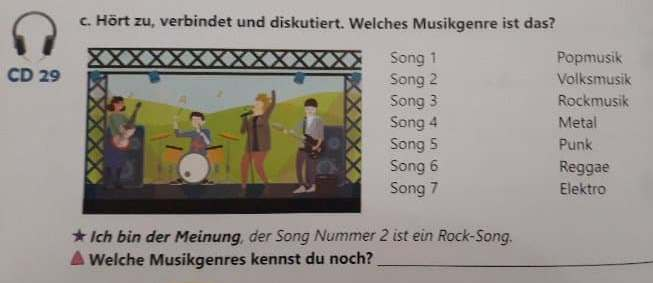 c. Hört zu, verbindet und diskutiert. Welches Musikgenre ist das?
CD 29
Song 1 Popmusik
Song 2 Volksmusik
Song 3 Rockmusik
Song 4 Metal
Song 5 Punk
Song 6 Reggae
Song 7 Elektro
Ich bin der Meinung, der Song Nummer 2 ist ein Rock-Song.
Welche Musikgenres kennst du noch?